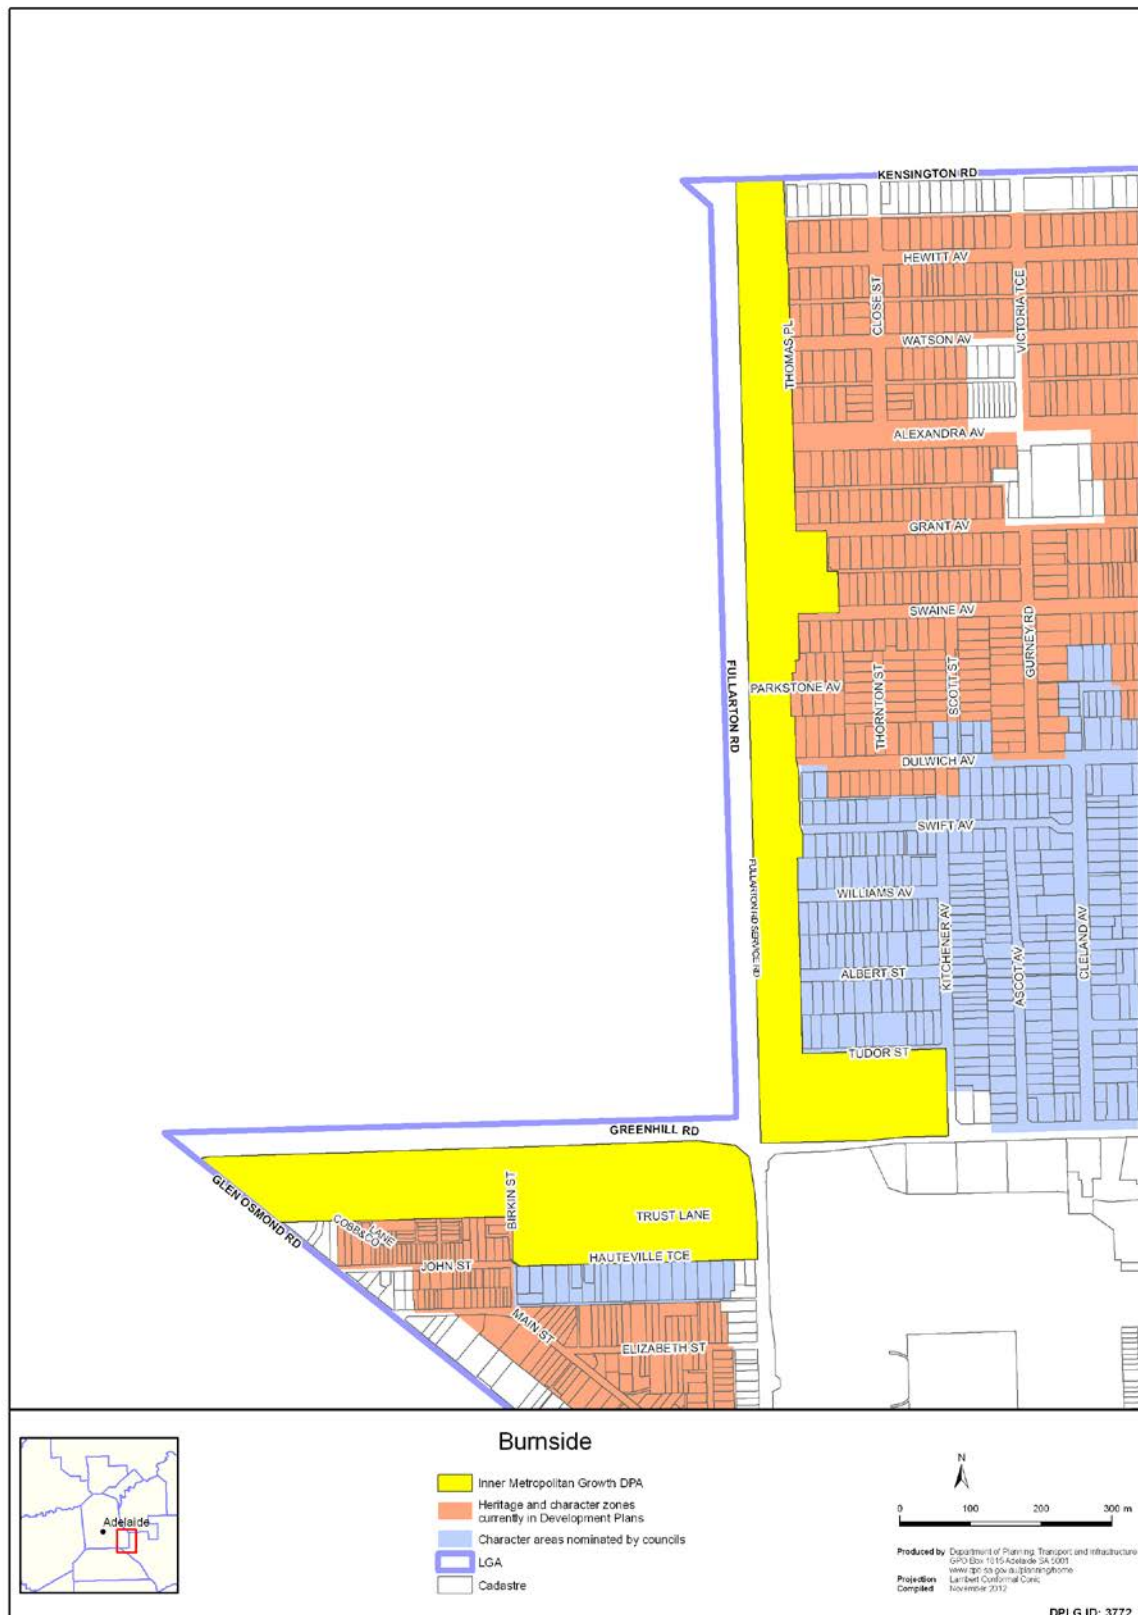 KENSINGTON RD
HEWITT AV
CLOSE ST
VICTORIA TCE
THOMAS PL
WATSON AV
ALEXANDRA AV
GRANT AV
SWAINE AV
GURNEY RD
FULLARTON RD
PARKSTONE AV
THORNTON ST
SCOTT ST
DULWICH AV
SWIFT AV
FULLARTON RD SERVICE RD
WILLIAMS AV
KITCHENER AV
ASCOT AV
CLELAND AV
ALBERT ST
TUDOR ST
GREENHILL RD
GLEN OSMOND RD
BIRKIN ST
TRUST LANE
COBB&CO
LANE
HAUTEVILLE TCE
JOHN ST
MAIN ST
ELIZABETH ST
Adelaide
Burnside
Inner Metropolitan Growth DPA
Heritage and character zones
currently in Development Plans
Character areas nominated by councils
LGA
Cadastre
N
0 100 200 300 m
Produced by Department of Planning, Transport and Infrastructure
GPO Box 1815 Adelaide SA 5001
Projection Lambert Conformal Conic
Compiled November 2012
DPLG ID: 3772